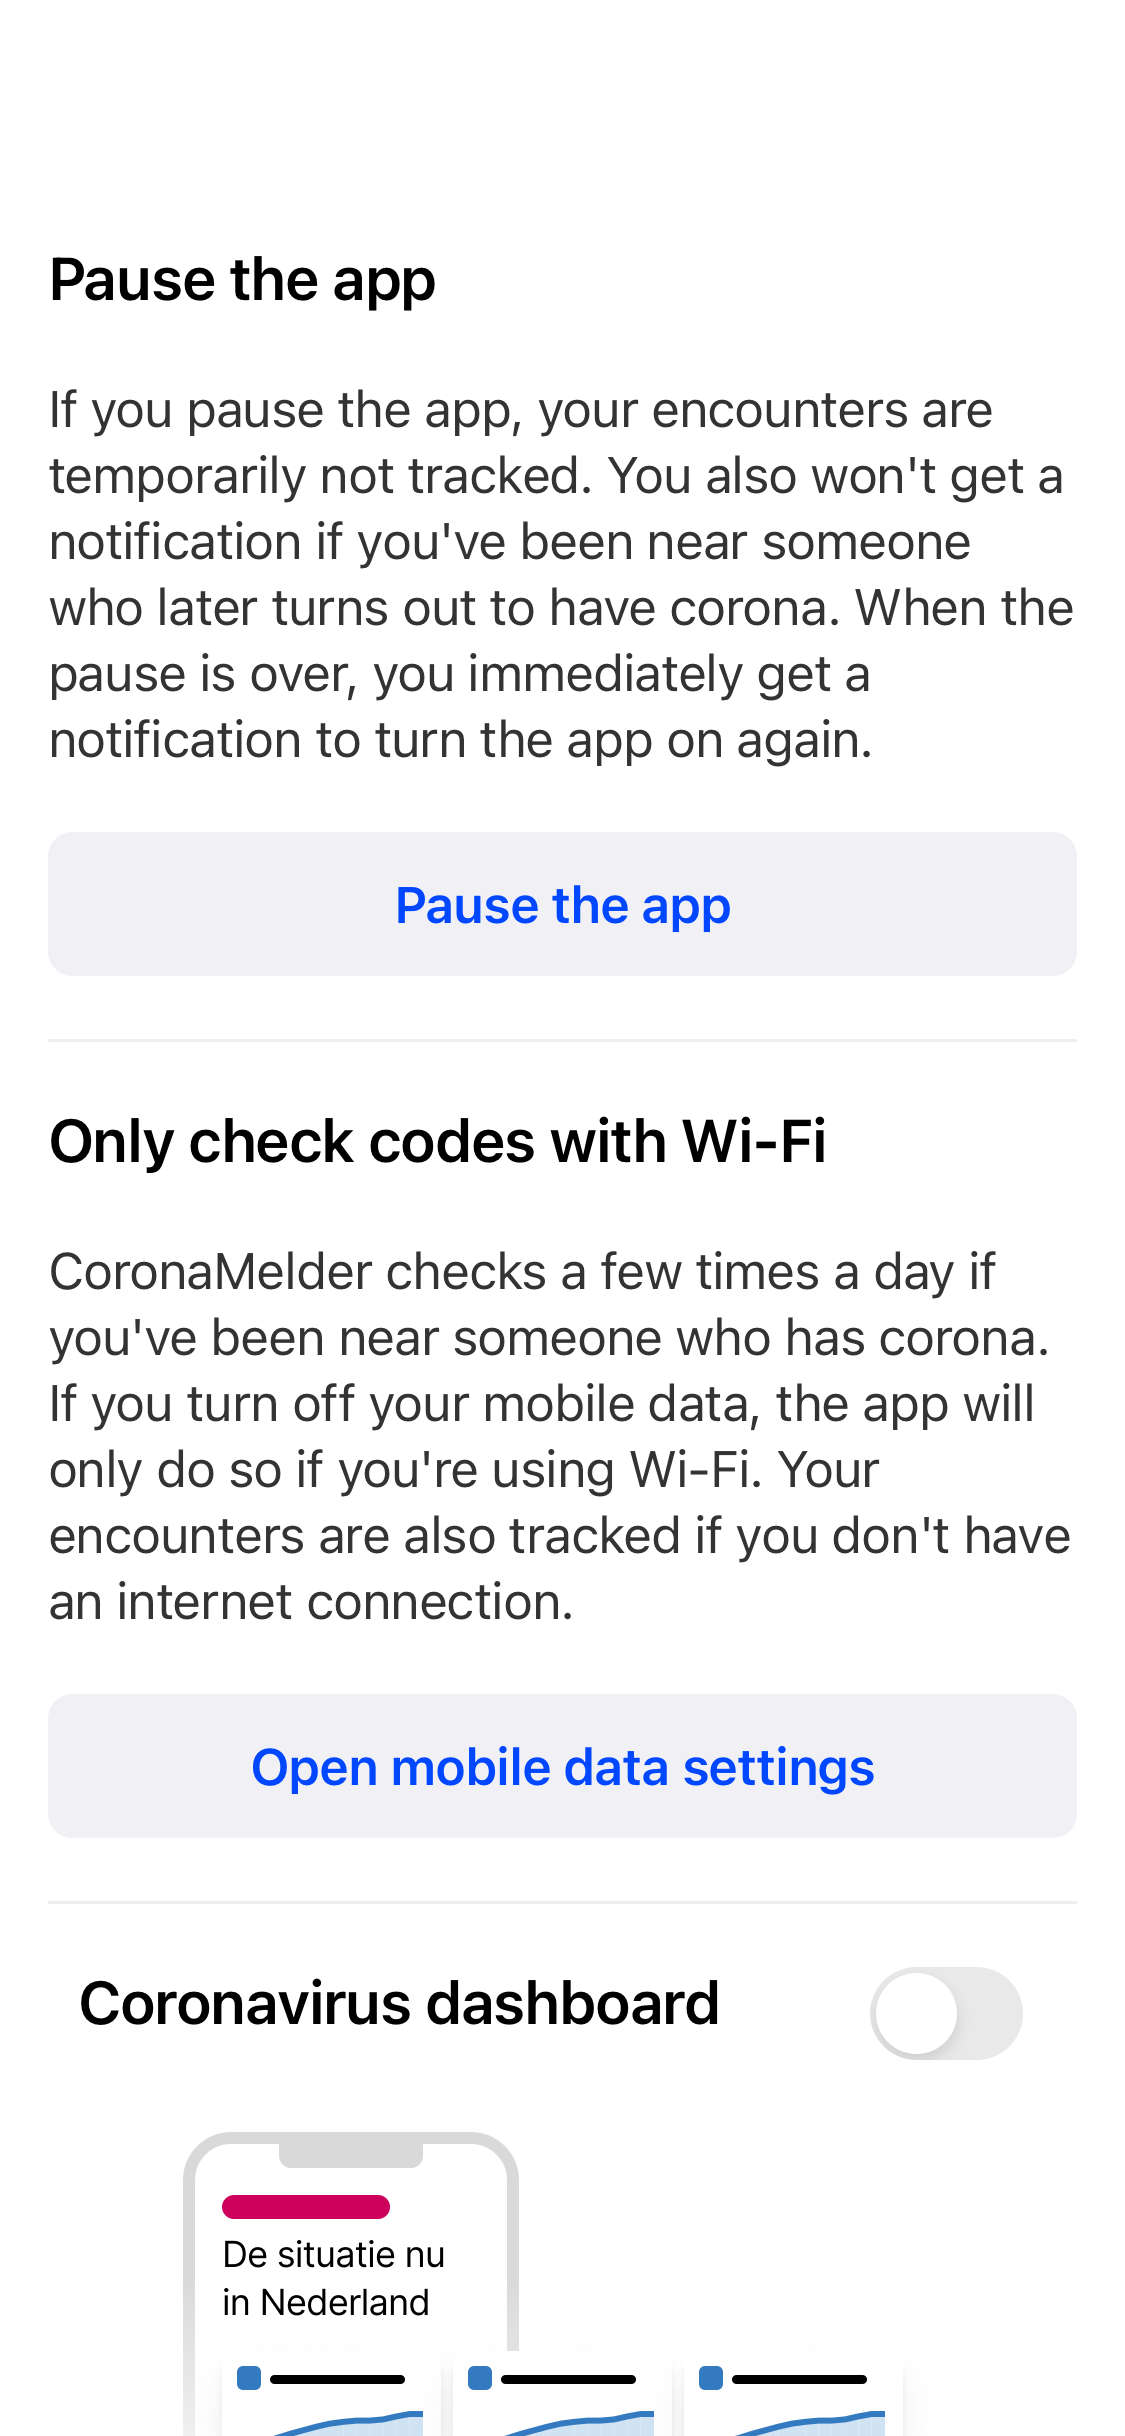 Pause the app
If you pause the app, your encounters are
temporarily not tracked. You also won't get a
notification if you've been near someone
who later turns out to have corona. When the
pause is over, you immediately get a
notification to turn the app on again.
Pause the app
Only check codes with Wi-Fi
CoronaMelder checks a few times a day if
you've been near someone who has corona.
If you turn off your mobile data, the app will
only do so if you're using Wi-Fi. Your
encounters are also tracked if you don't have
an internet connection.
Open mobile data settings
Coronavirus dashboard
De situatie nu
in Nederland